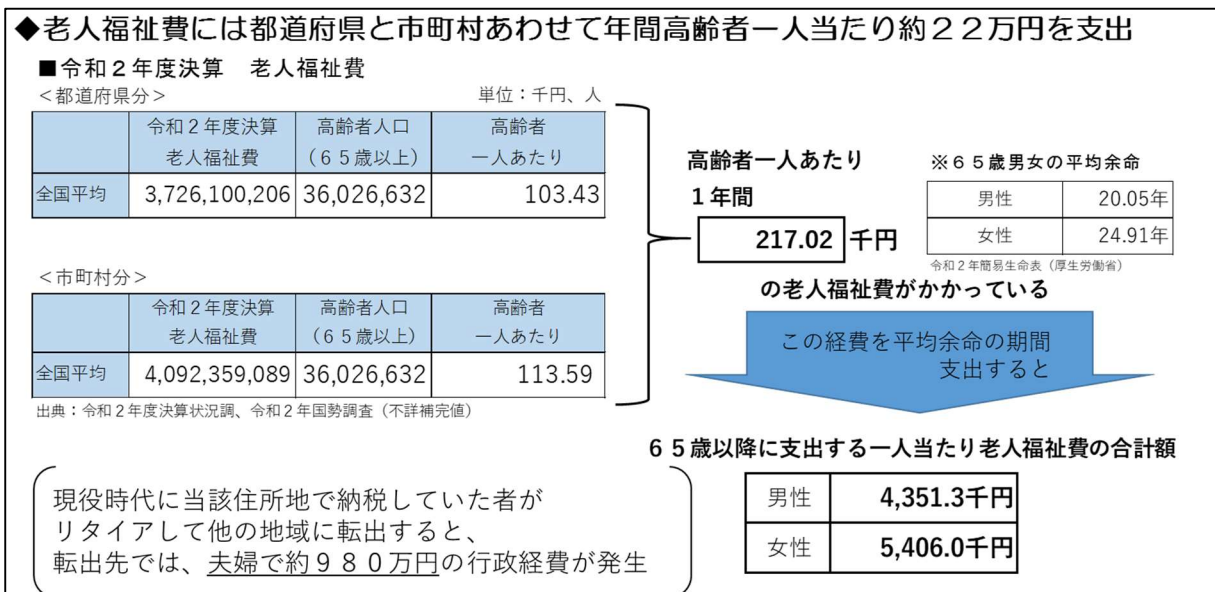 ◆老人福祉費には都道府県と市町村あわせて年間高齢者一人当たり約２２万円を支出
■令和２年度決算　老人福祉費
＜都道府県分＞
単位：千円、人
令和２年度決算
老人福祉費
高齢者人口
（６５歳以上）
高齢者
一人あたり
全国平均
3,726,100,206
36,026,632
103.43
＜市町村分＞
令和２年度決算
老人福祉費
高齢者人口
（６５歳以上）
高齢者
一人あたり
全国平均
4,092,359,089
36,026,632
113.59
出典：令和２年度決算状況調、令和２年国勢調査（不詳補完値）
高齢者一人あたり
１年間
217.02 千円
※６５歳男女の平均余命
男性
20.05年
女性
24.91年
令和２年簡易生命表（厚生労働省）
の老人福祉費がかかっている
この経費を平均余命の期間
支出すると
６５歳以降に支出する一人当たり老人福祉費の合計額
男性
4,351.3千円
女性
5,406.0千円
現役時代に当該住所地で納税していた者が
リタイアして他の地域に転出すると、
転出先では、夫婦で約９８０万円の行政経費が発生